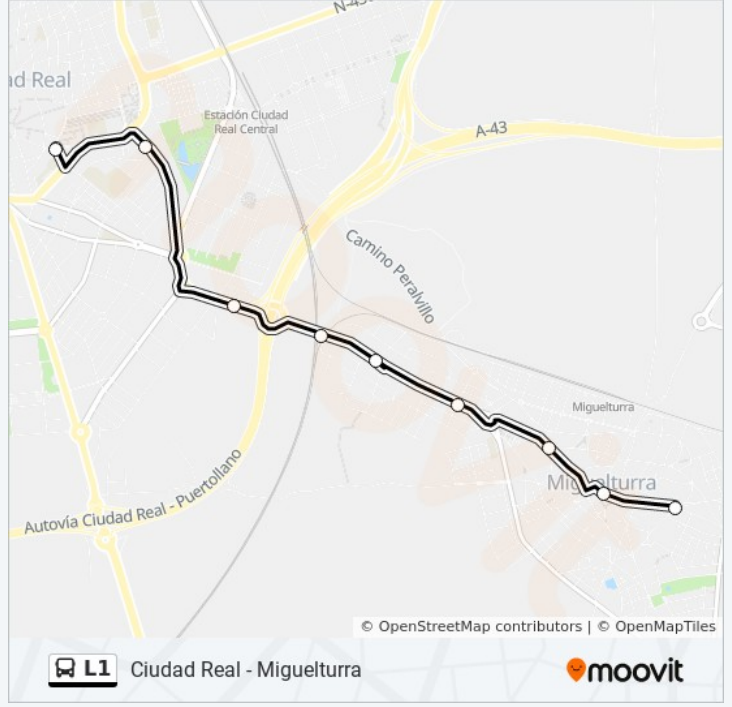 N-43
ad Real
Estación Ciudad
Real Central
A-43
Camino Peralvillo
Miguelturra
Miguelturra
Autovía Ciudad Real - Puertollano
© OpenStreetMap contributors | © OpenMapTiles
L1 Ciudad Real - Miguelturra
moovit